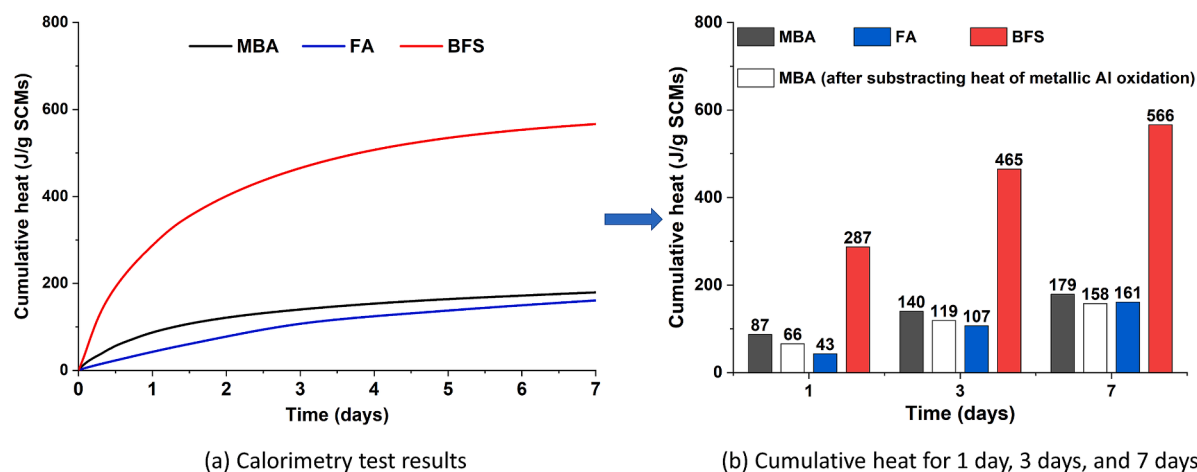 800
600
400
200
0
Cumulative heat (J/g SCMs)
MBA FA BFS
0 1 2 3 4 5 6 7
Time (days)
(a) Calorimetry test results
800
600
400
200
0
Cumulative heat (J/g SCMs)
MBA FA BFS
MBA (after substracting heat of metallic Al oxidation)
87 66 43 287
140 119 107 465
179 158 161 566
1 3 7
Time (days)
(b) Cumulative heat for 1 day, 3 days, and 7 days